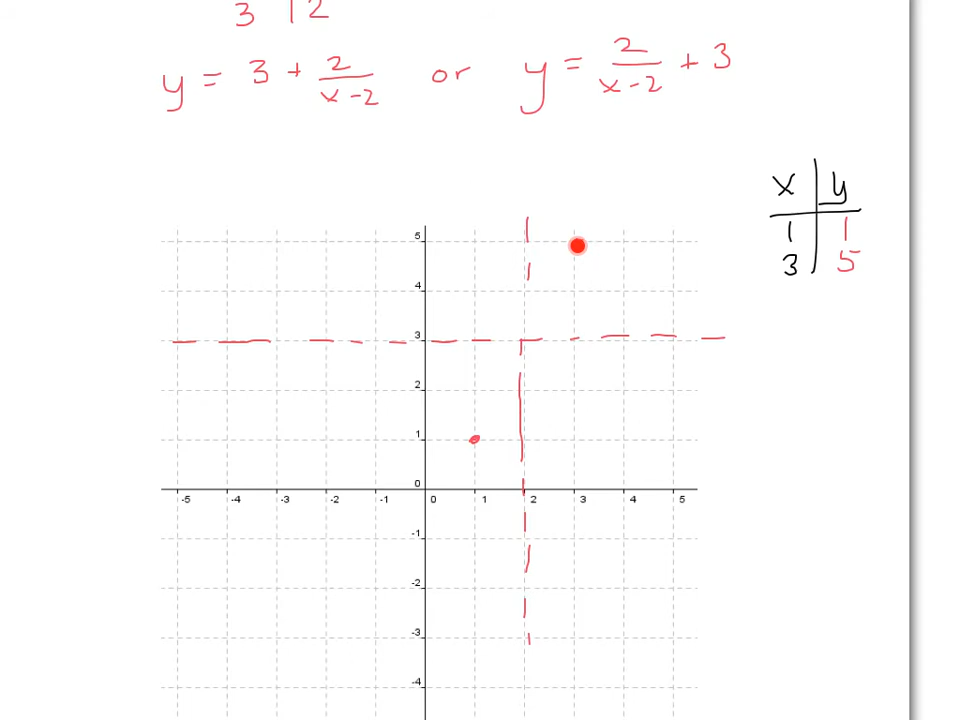 3 | 2
y = 3 + 2/(x-2) or y = 2/(x-2) + 3
x | y
1 | 1
3 | 5
5
4
3
2
1
0
-5 -4 -3 -2 -1 0 1 2 3 4 5
-1
-2
-3
-4